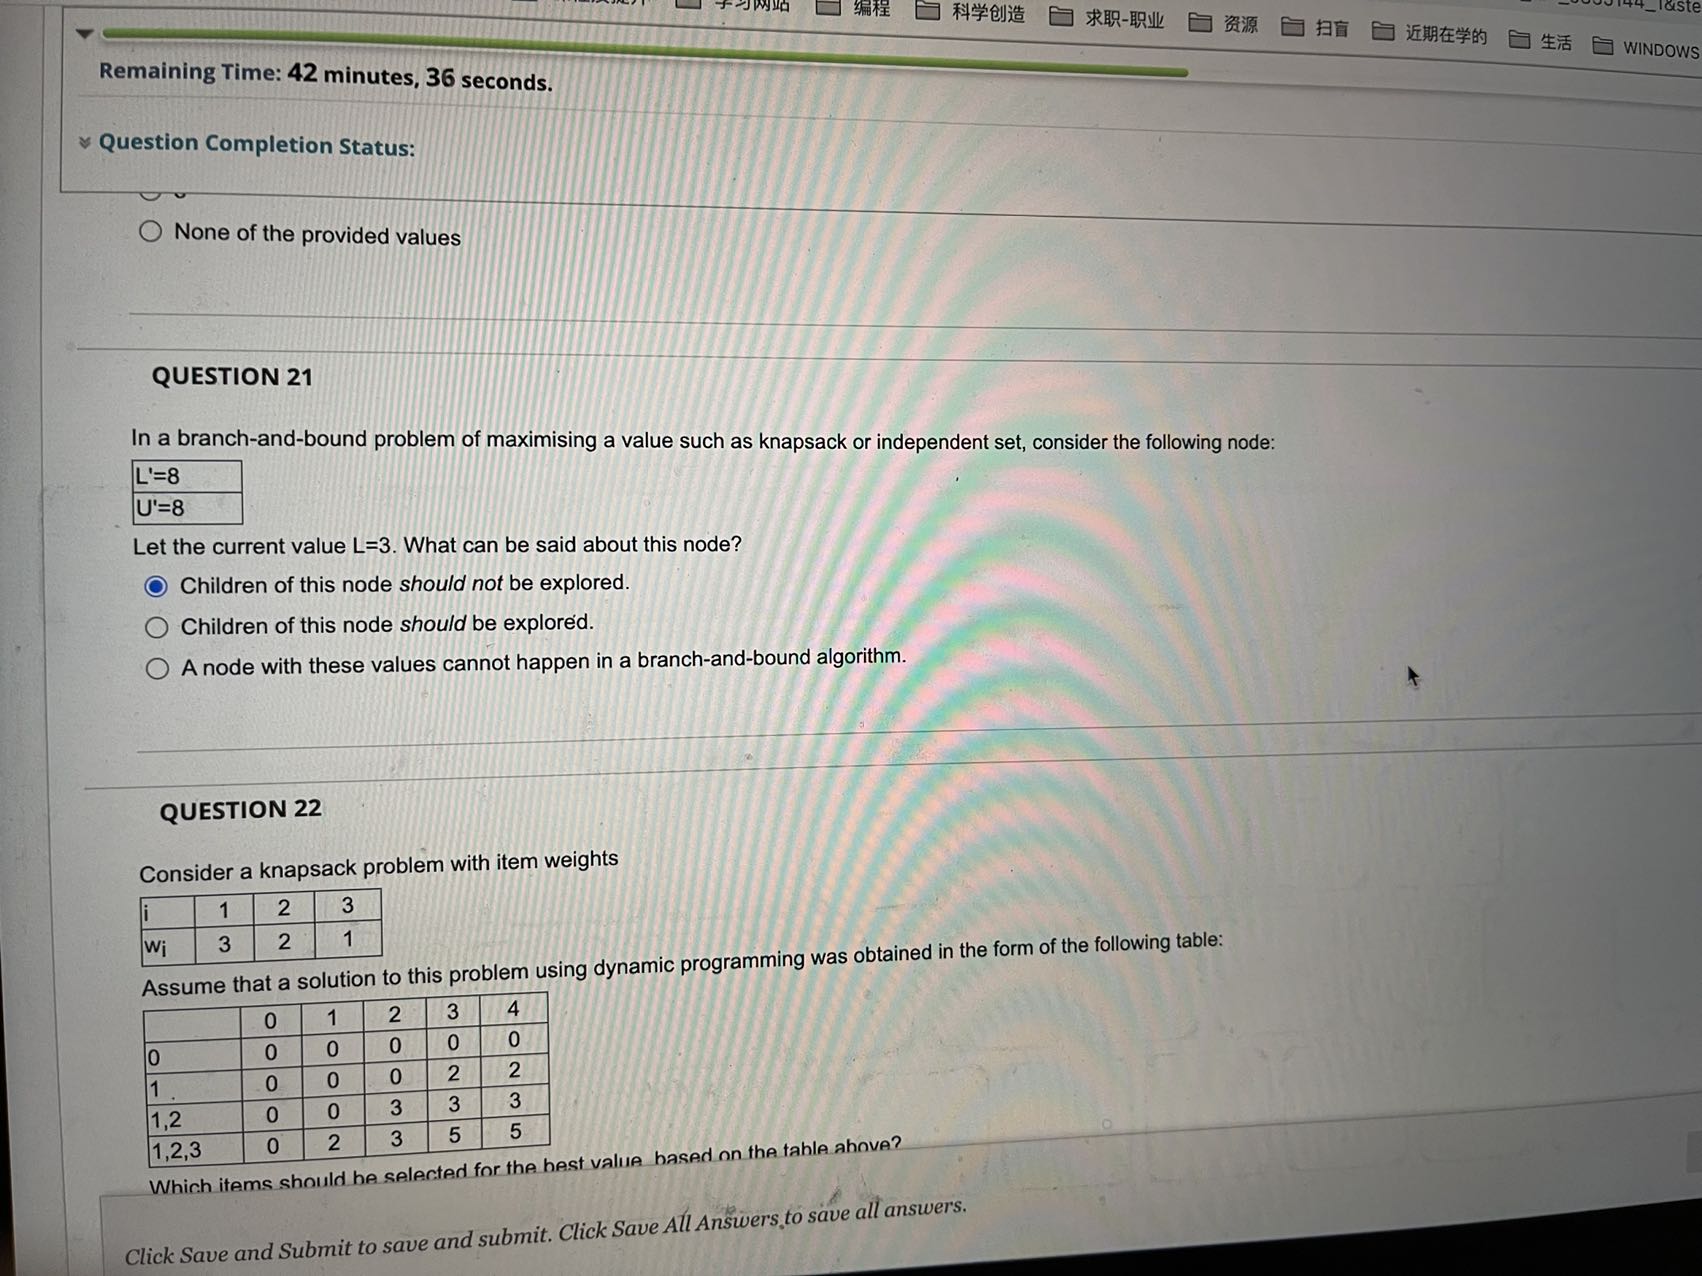 学习网站 编程 科学创造 求职-职业 资源 扫盲 近期在学的 生活 WINDOWS
Remaining Time: 42 minutes, 36 seconds.
Question Completion Status:
None of the provided values
QUESTION 21
In a branch-and-bound problem of maximising a value such as knapsack or independent set, consider the following node:
L'=8
U'=8
Let the current value L=3. What can be said about this node?
Children of this node should not be explored.
Children of this node should be explored.
A node with these values cannot happen in a branch-and-bound algorithm.
QUESTION 22
Consider a knapsack problem with item weights
i 1 2 3
wi 3 2 1
Assume that a solution to this problem using dynamic programming was obtained in the form of the following table:
0 1 2 3 4
0 0 0 0 0 0
1 0 0 0 2 2
1,2 0 0 3 3 3
1,2,3 0 2 3 5 5
Which items should be selected for the best value based on the table above?
Click Save and Submit to save and submit. Click Save All Answers to save all answers.